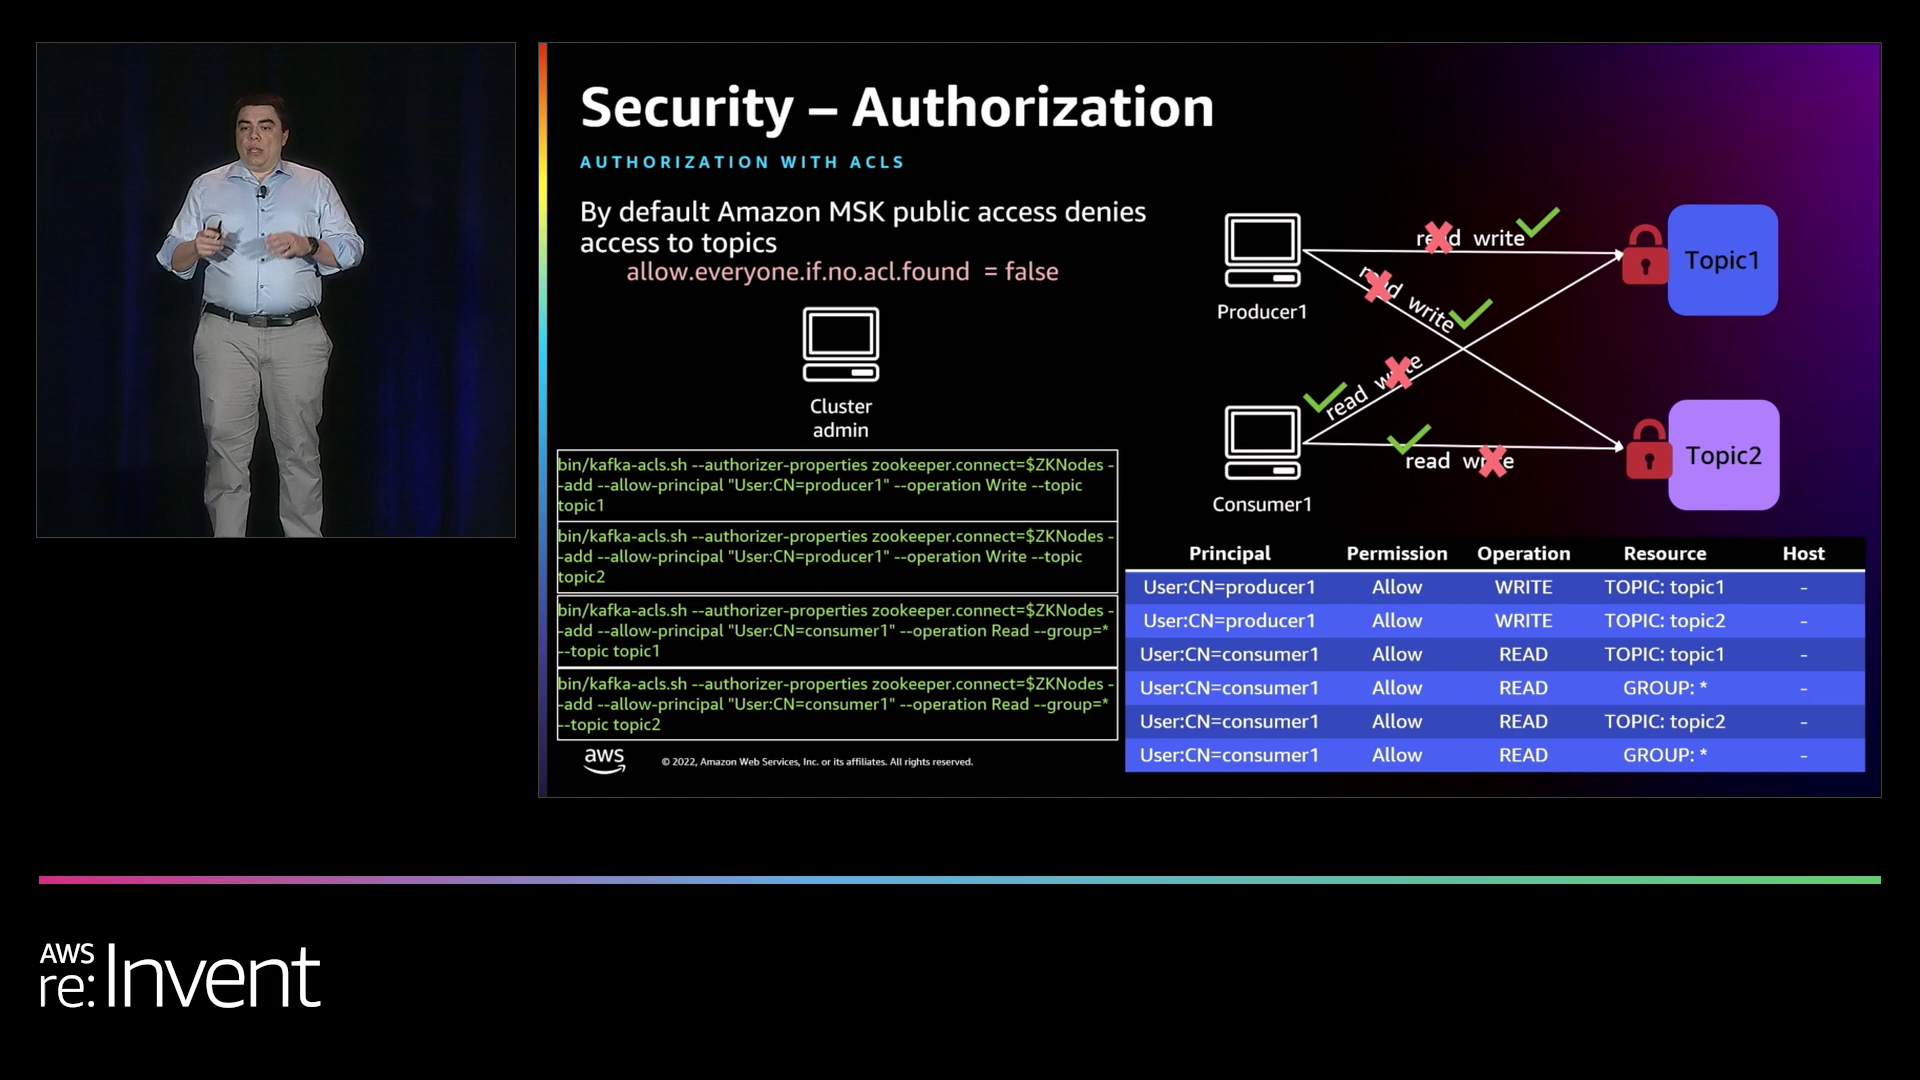 Security – Authorization
AUTHORIZATION WITH ACLS
By default Amazon MSK public access denies
access to topics
allow.everyone.if.no.acl.found = false
Cluster
admin
bin/kafka-acls.sh --authorizer-properties zookeeper.connect=$ZKNodes -
-add --allow-principal "User:CN=producer1" --operation Write --topic
topic1
bin/kafka-acls.sh --authorizer-properties zookeeper.connect=$ZKNodes -
-add --allow-principal "User:CN=producer1" --operation Write --topic
topic2
bin/kafka-acls.sh --authorizer-properties zookeeper.connect=$ZKNodes -
-add --allow-principal "User:CN=consumer1" --operation Read --group=*
--topic topic1
bin/kafka-acls.sh --authorizer-properties zookeeper.connect=$ZKNodes -
-add --allow-principal "User:CN=consumer1" --operation Read --group=*
--topic topic2
aws
© 2022, Amazon Web Services, Inc. or its affiliates. All rights reserved.
read write
Topic1
read write
Producer1
read write
read write
Topic2
Consumer1
Principal Permission Operation Resource Host
User:CN=producer1 Allow WRITE TOPIC: topic1 -
User:CN=producer1 Allow WRITE TOPIC: topic2 -
User:CN=consumer1 Allow READ TOPIC: topic1 -
User:CN=consumer1 Allow READ GROUP: * -
User:CN=consumer1 Allow READ TOPIC: topic2 -
User:CN=consumer1 Allow READ GROUP: * -
AWS
re:Invent